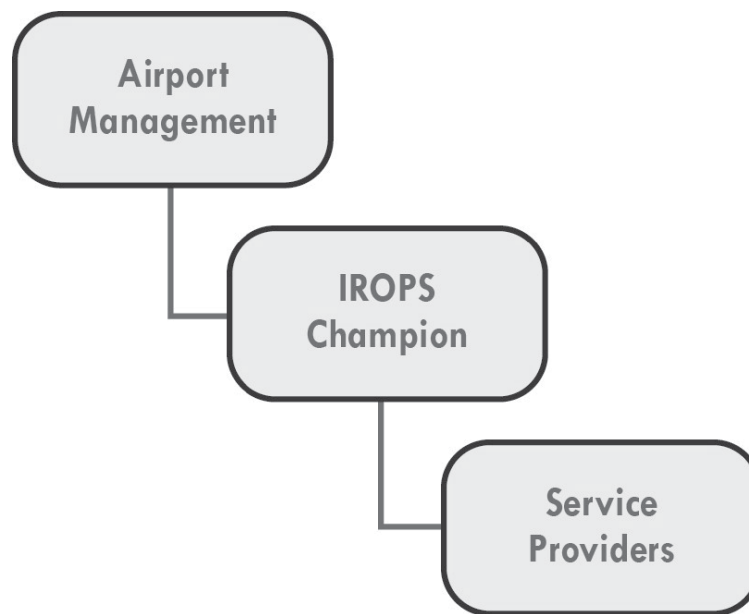 Airport
Management
IROPS
Champion
Service
Providers